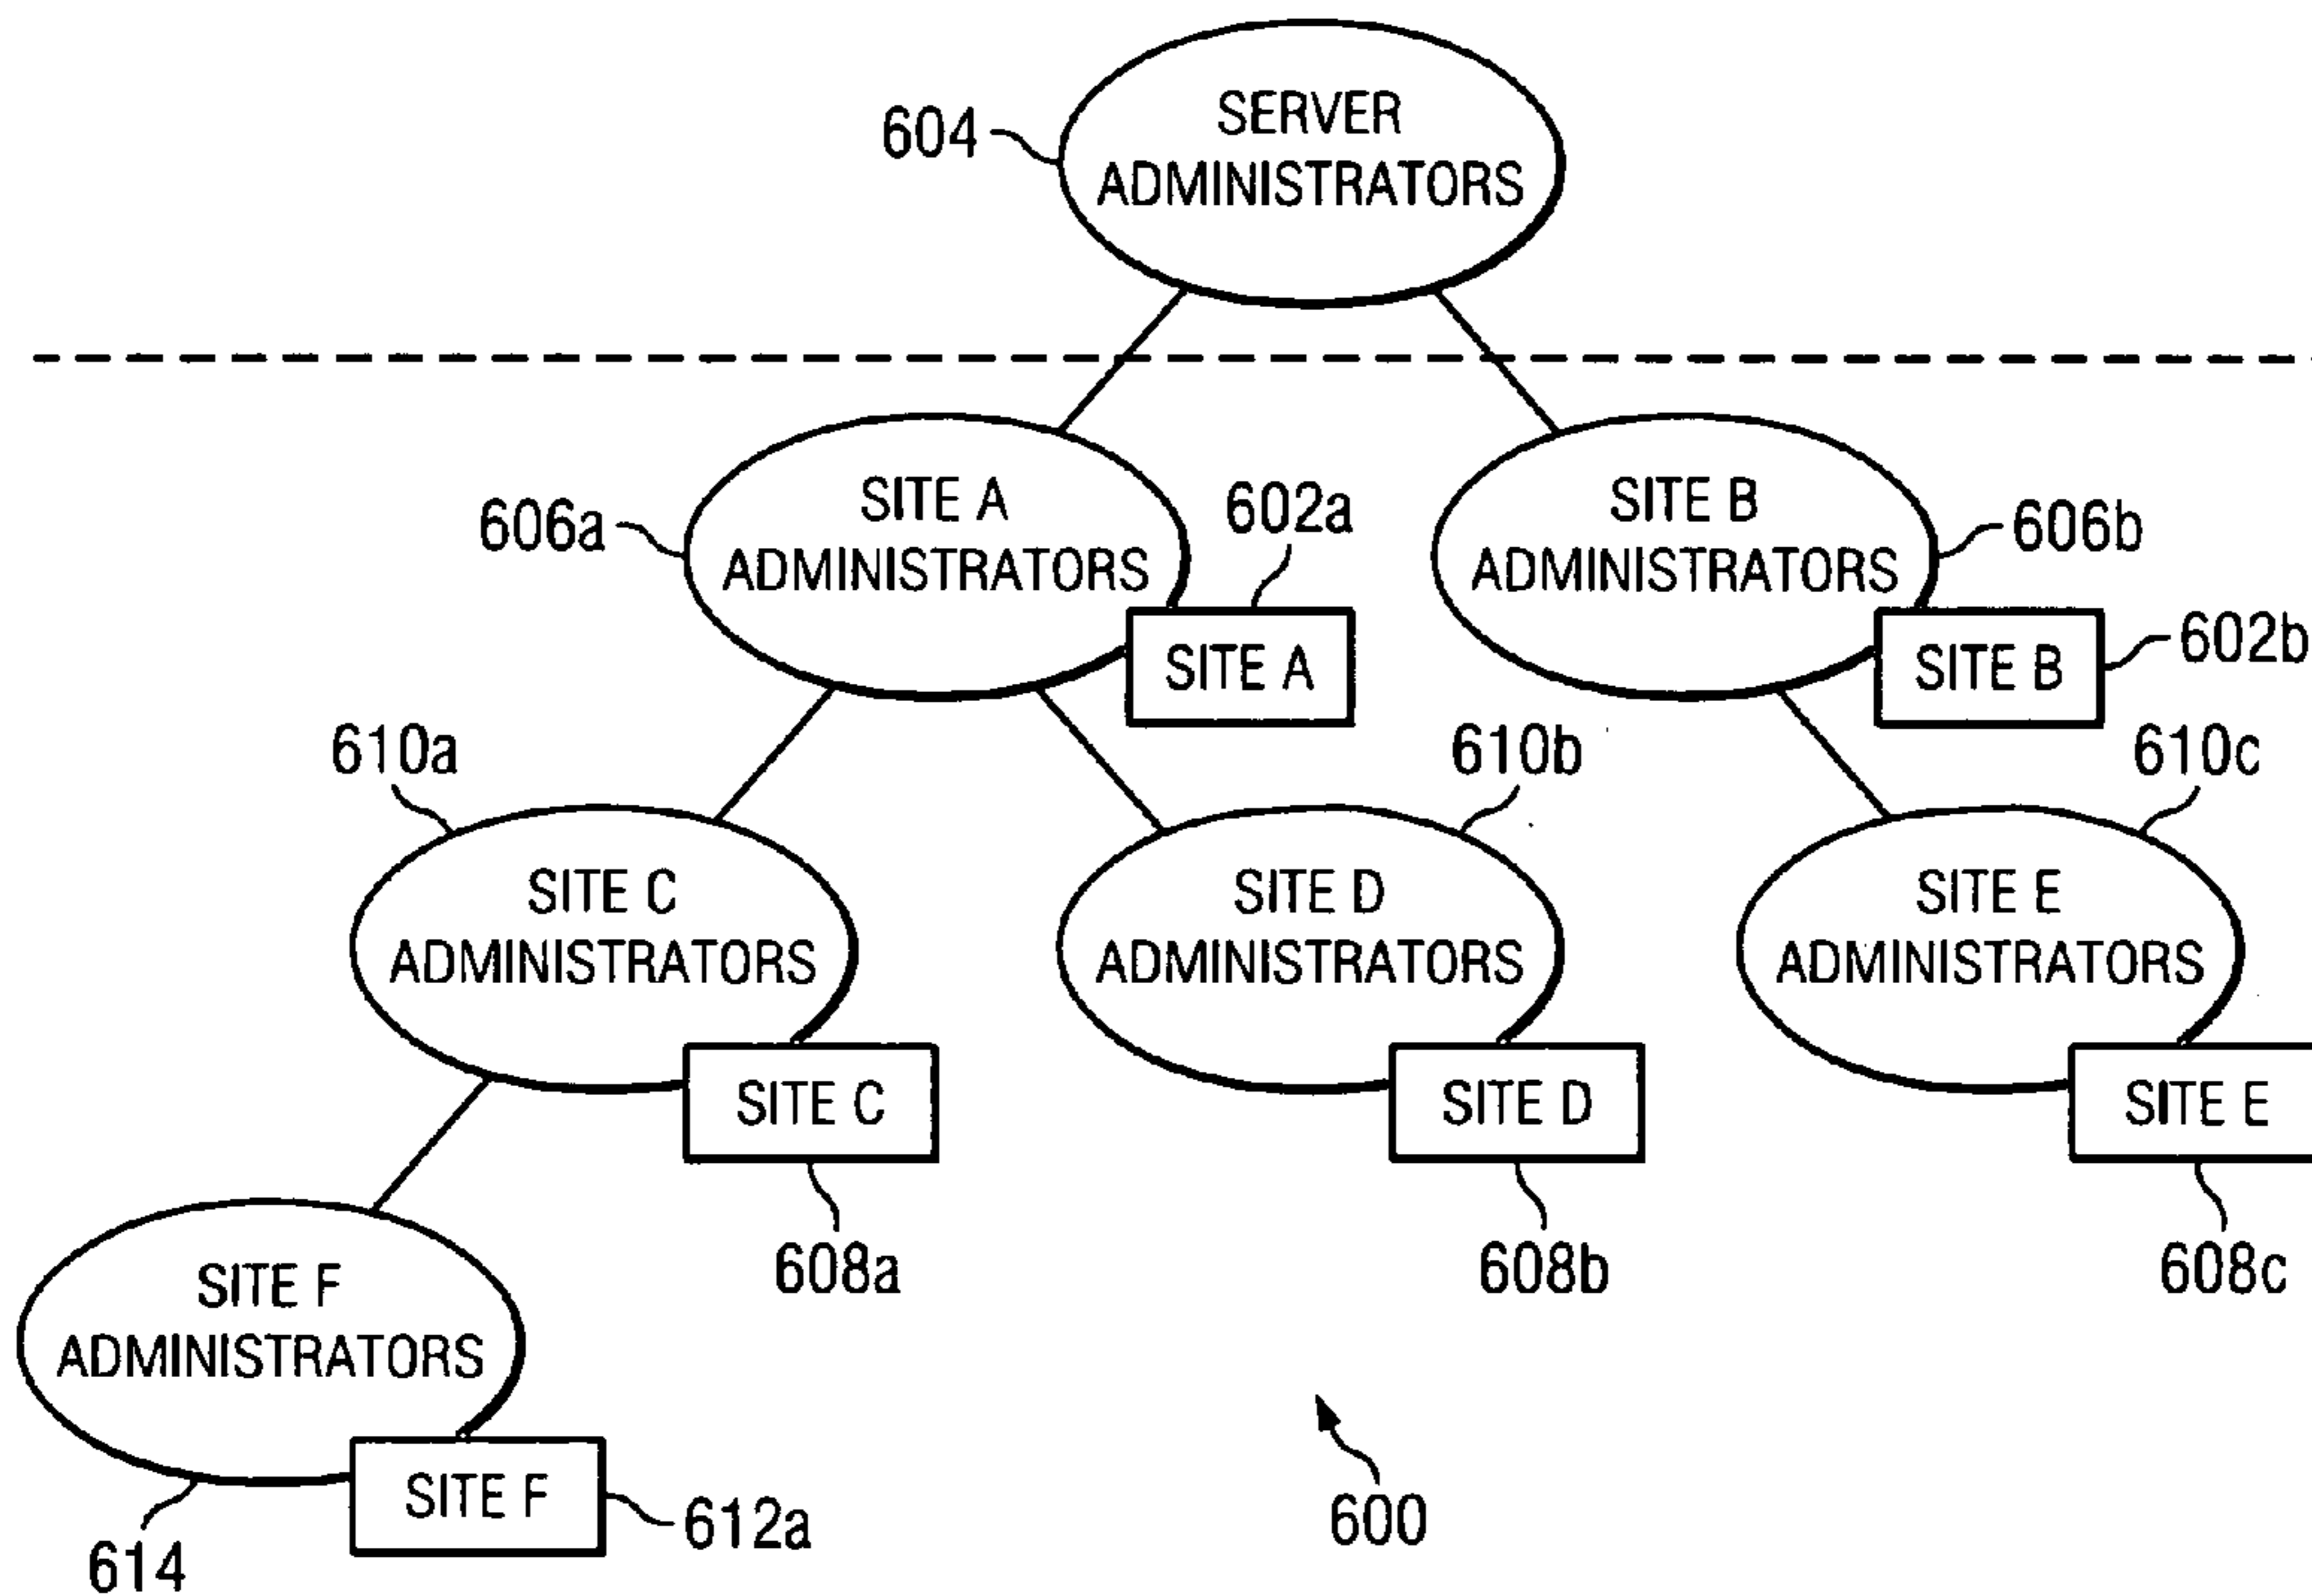 SERVER
ADMINISTRATORS
604
SITE A
ADMINISTRATORS
606a
602a
SITE A
SITE B
ADMINISTRATORS
606b
602b
SITE B
610a
610b
610c
SITE C
ADMINISTRATORS
SITE C
608a
SITE D
ADMINISTRATORS
SITE D
608b
SITE E
ADMINISTRATORS
SITE E
608c
SITE F
ADMINISTRATORS
SITE F
612a
614
600